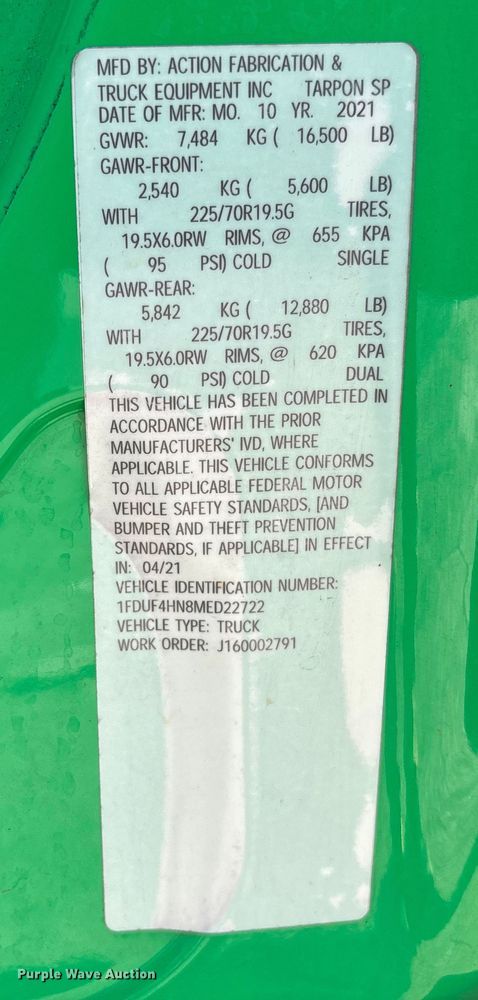 MFD BY: ACTION FABRICATION &
TRUCK EQUIPMENT INC TARPON SP
DATE OF MFR: MO. 10 YR. 2021
GVWR: 7,484 KG ( 16,500 LB)
GAWR-FRONT:
2,540 KG ( 5,600 LB)
WITH 225/70R19.5G TIRES,
19.5X6.0RW RIMS, @ 655 KPA
( 95 PSI) COLD SINGLE
GAWR-REAR:
5,842 KG ( 12,880 LB)
WITH 225/70R19.5G TIRES,
19.5X6.0RW RIMS, @ 620 KPA
( 90 PSI) COLD DUAL
THIS VEHICLE HAS BEEN COMPLETED IN
ACCORDANCE WITH THE PRIOR
MANUFACTURERS' IVD, WHERE
APPLICABLE. THIS VEHICLE CONFORMS
TO ALL APPLICABLE FEDERAL MOTOR
VEHICLE SAFETY STANDARDS, [AND
BUMPER AND THEFT PREVENTION
STANDARDS, IF APPLICABLE] IN EFFECT
IN: 04/21
VEHICLE IDENTIFICATION NUMBER:
1FDUF4HN8MED22722
VEHICLE TYPE: TRUCK
WORK ORDER: J160002791
Purple Wave Auction